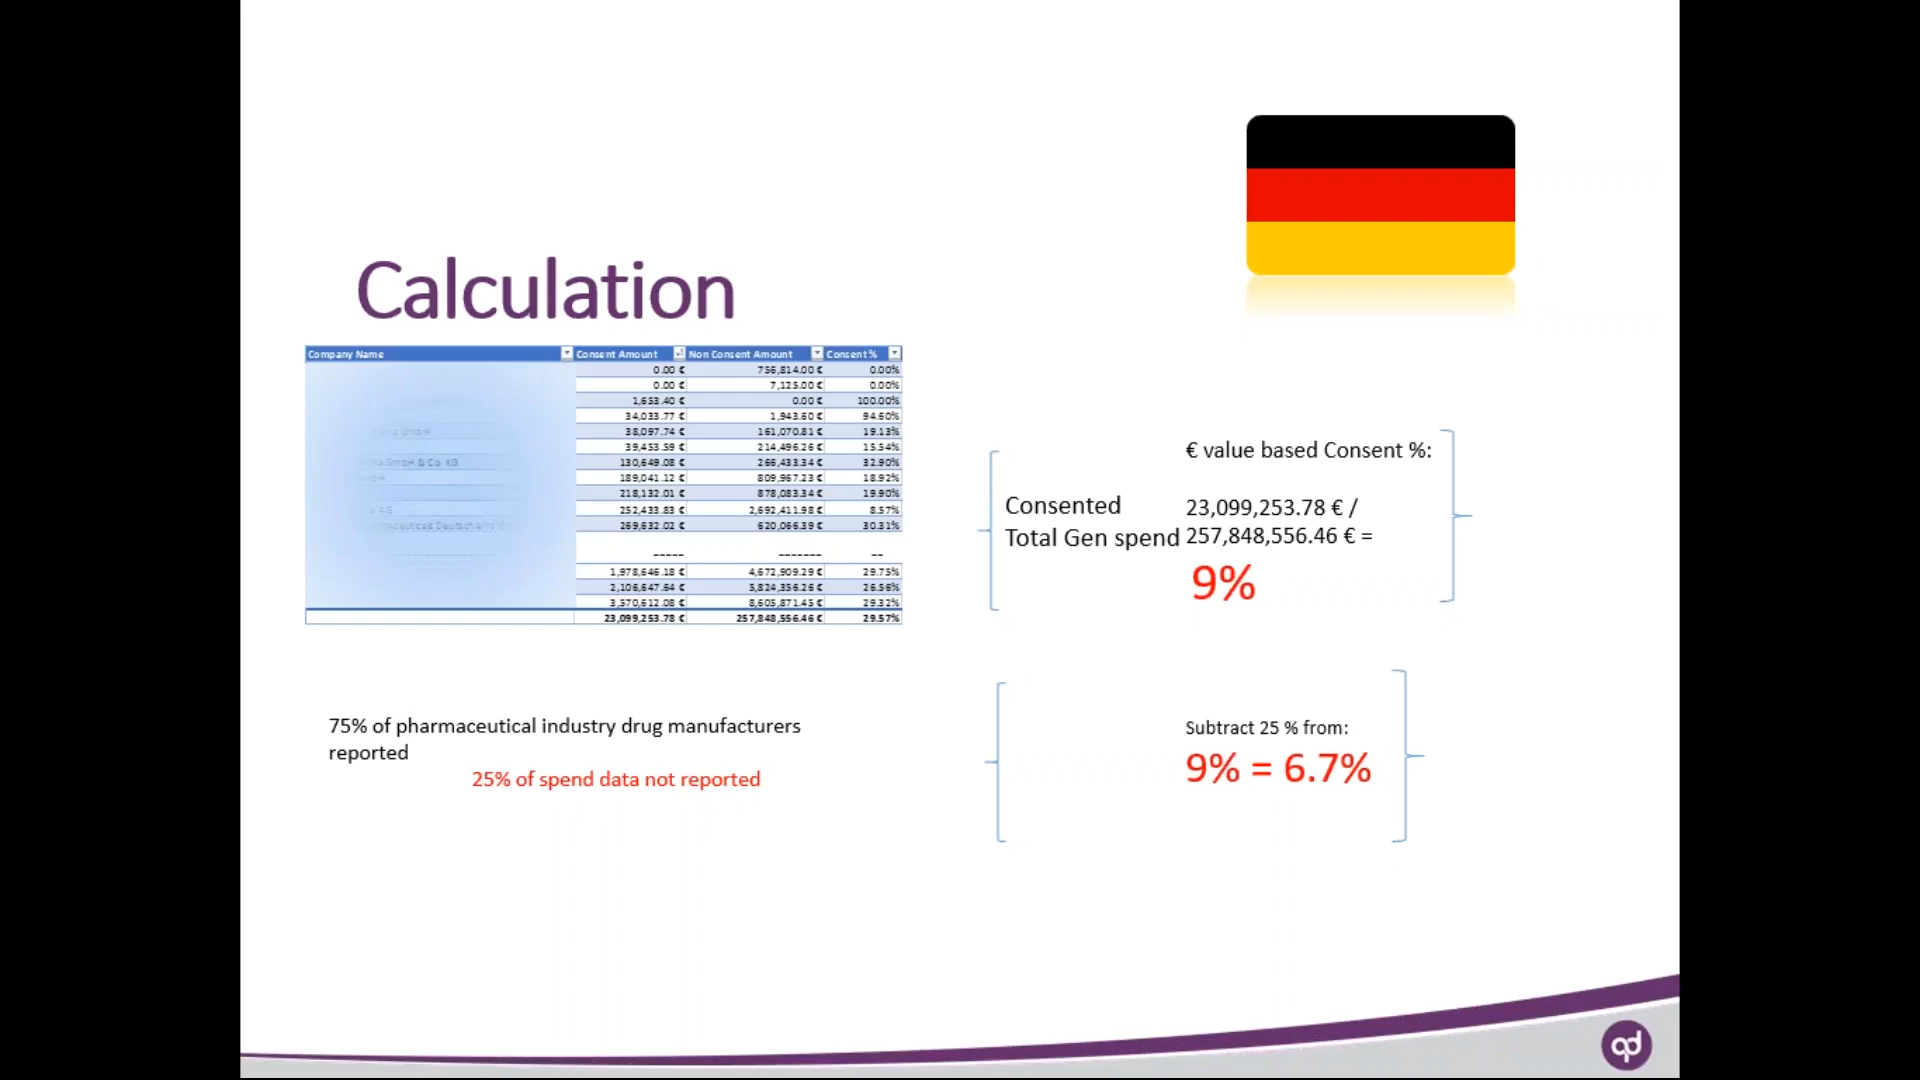 Calculation
Company Name Consent Amount Non Consent Amount Consent %
0.00 € 756,814.00 € 0.00%
0.00 € 7,125.00 € 0.00%
1,653.40 € 0.00 € 100.00%
34,033.77 € 1,943.60 € 94.60%
GmbH 38,097.74 € 161,070.81 € 19.13%
39,453.59 € 214,496.26 € 15.54%
GmbH & Co. KG 130,649.08 € 266,433.34 € 32.90%
189,041.12 € 809,967.23 € 18.92%
218,132.01 € 878,083.34 € 19.90%
AG 252,433.83 € 2,692,411.98 € 8.57%
Deutschland 269,632.02 € 620,066.39 € 30.31%
----- ------- --
1,978,646.18 € 4,672,909.29 € 29.75%
2,106,647.64 € 5,824,356.26 € 26.56%
3,570,612.08 € 8,605,871.45 € 29.32%
23,099,253.78 € 257,848,556.46 € 29.57%
€ value based Consent %:
Consented 23,099,253.78 € /
Total Gen spend 257,848,556.46 € =
9%
75% of pharmaceutical industry drug manufacturers
reported
25% of spend data not reported
Subtract 25 % from:
9% = 6.7%
qd